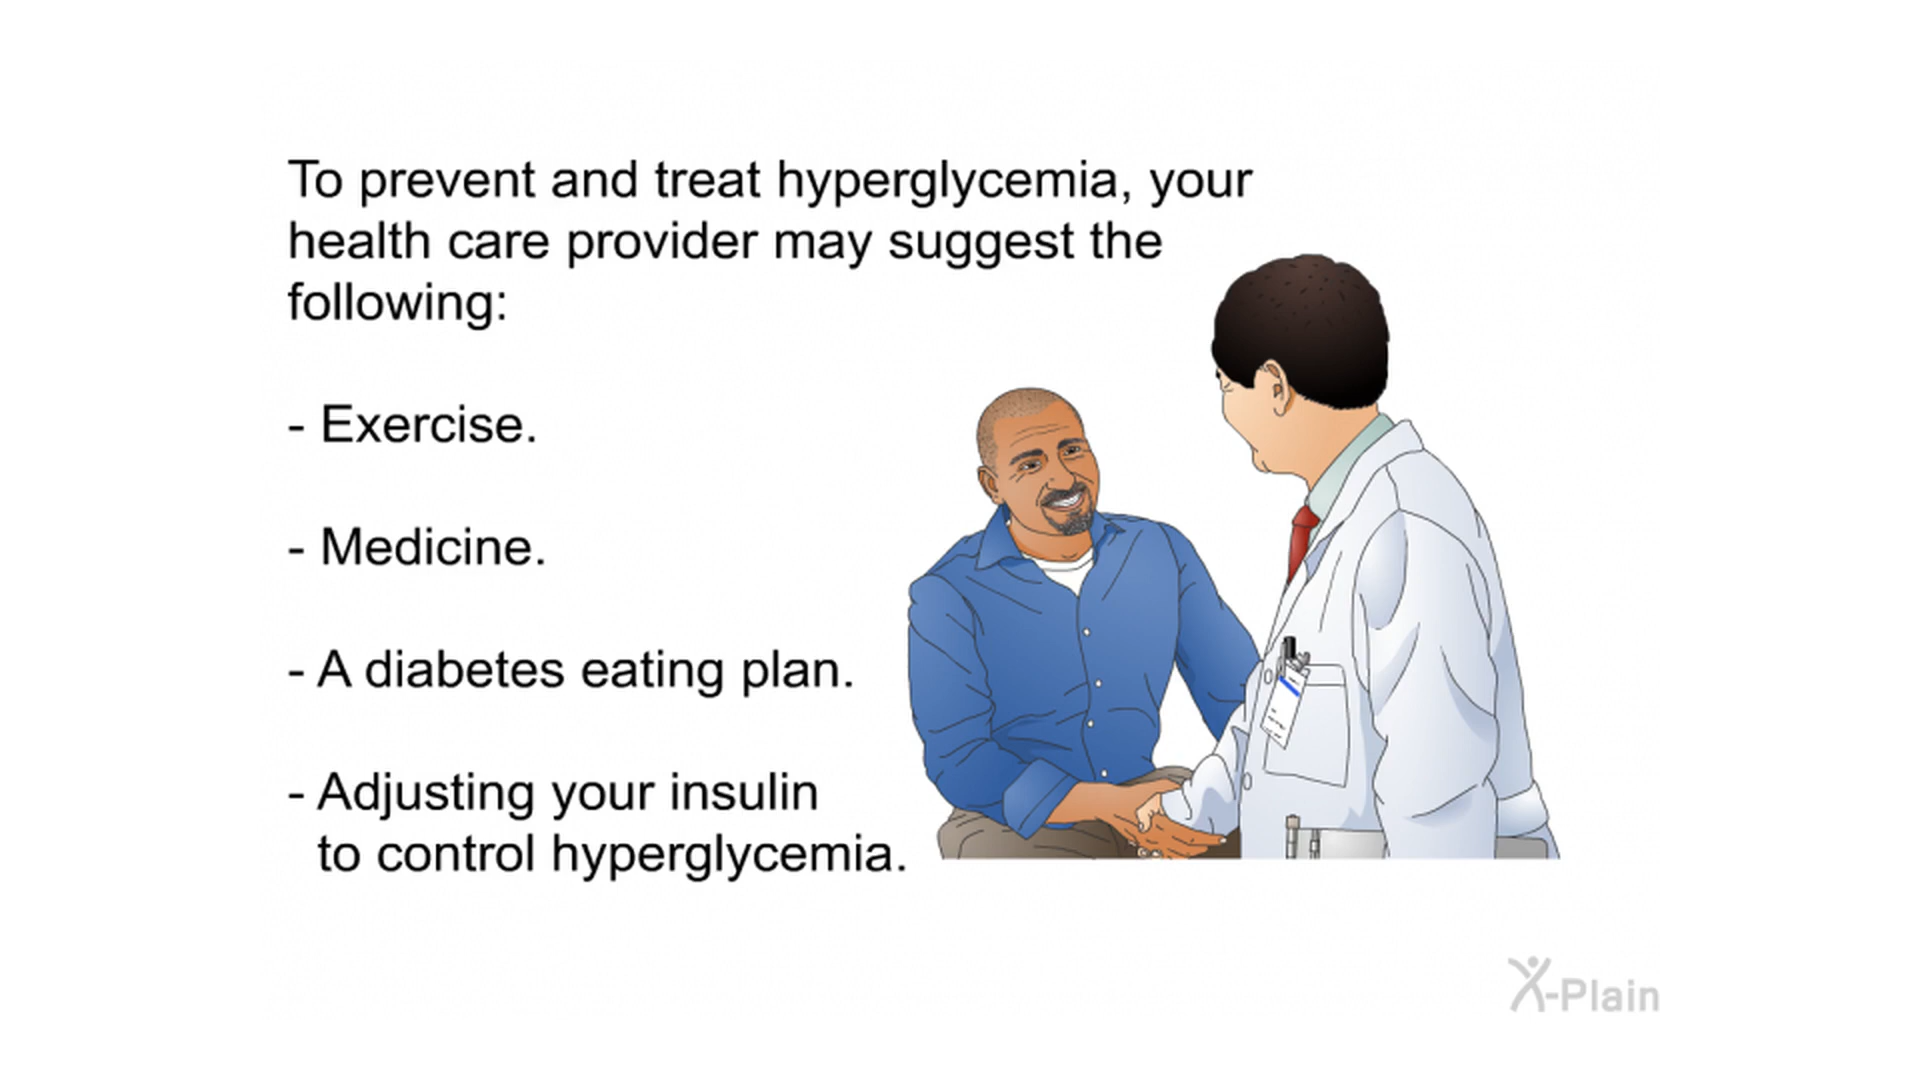 To prevent and treat hyperglycemia, your
health care provider may suggest the
following:
- Exercise.
- Medicine.
- A diabetes eating plan.
- Adjusting your insulin
to control hyperglycemia.
X-Plain